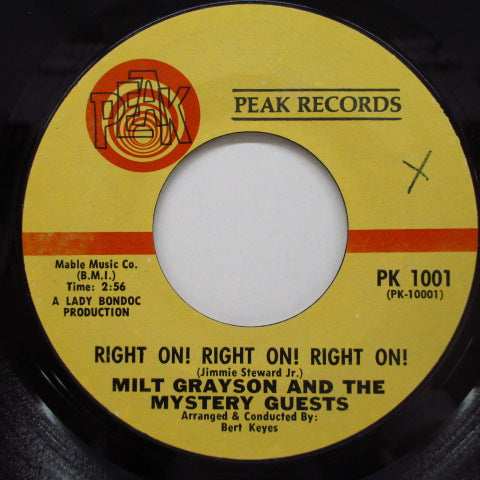 PEAK
PEAK RECORDS
X
Mable Music Co.
(B.M.I.)
Time: 2:56
A LADY BONDOC
PRODUCTION
PK 1001
(PK-10001)
RIGHT ON! RIGHT ON! RIGHT ON!
(Jimmie Steward Jr.)
MILT GRAYSON AND THE
MYSTERY GUESTS
Arranged & Conducted By:
Bert Keyes